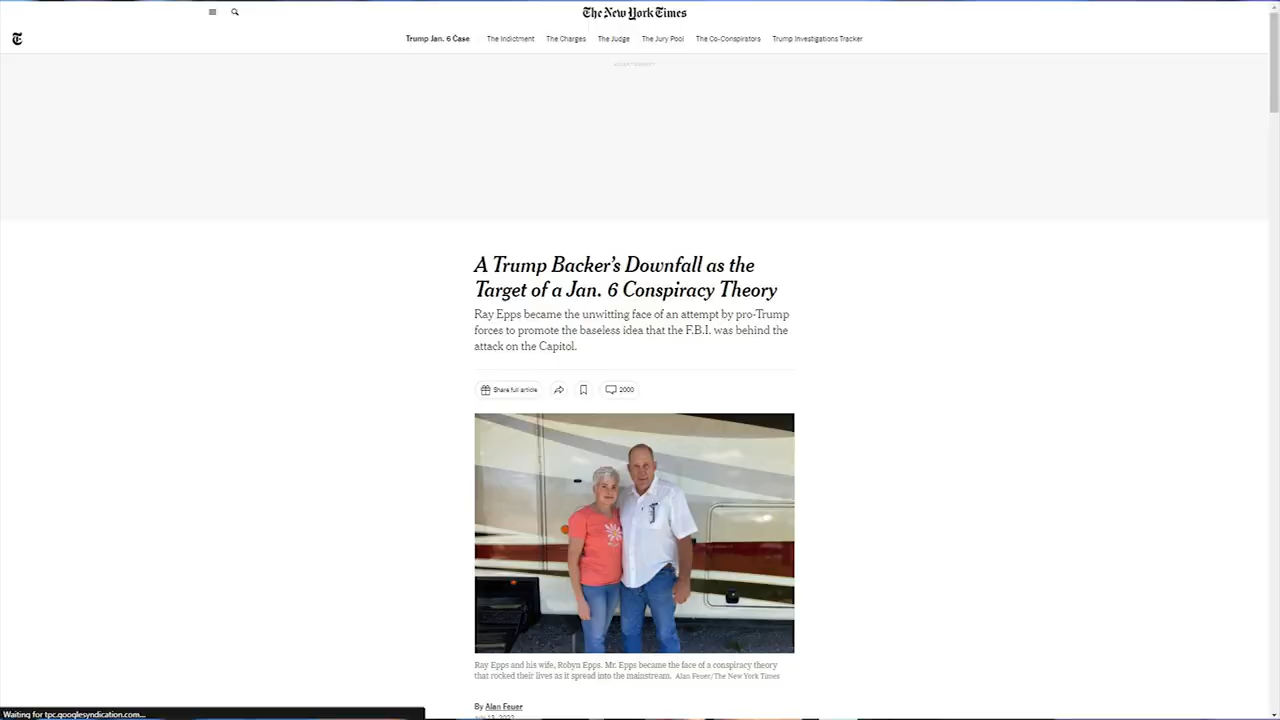 The New York Times
Trump Jan. 6 Case The Indictment The Charges The Judge The Jury Pool The Co-Conspirators Trump Investigations Tracker
ADVERTISEMENT
A Trump Backer's Downfall as the
Target of a Jan. 6 Conspiracy Theory
Ray Epps became the unwitting face of an attempt by pro-Trump
forces to promote the baseless idea that the F.B.I. was behind the
attack on the Capitol.
Share full article 2000
Ray Epps and his wife, Robyn Epps. Mr. Epps became the face of a conspiracy theory
that rocked their lives as it spread into the mainstream. Alan Feuer/The New York Times
By Alan Feuer
July 13, 2022
Waiting for tpc.googlesyndication.com...